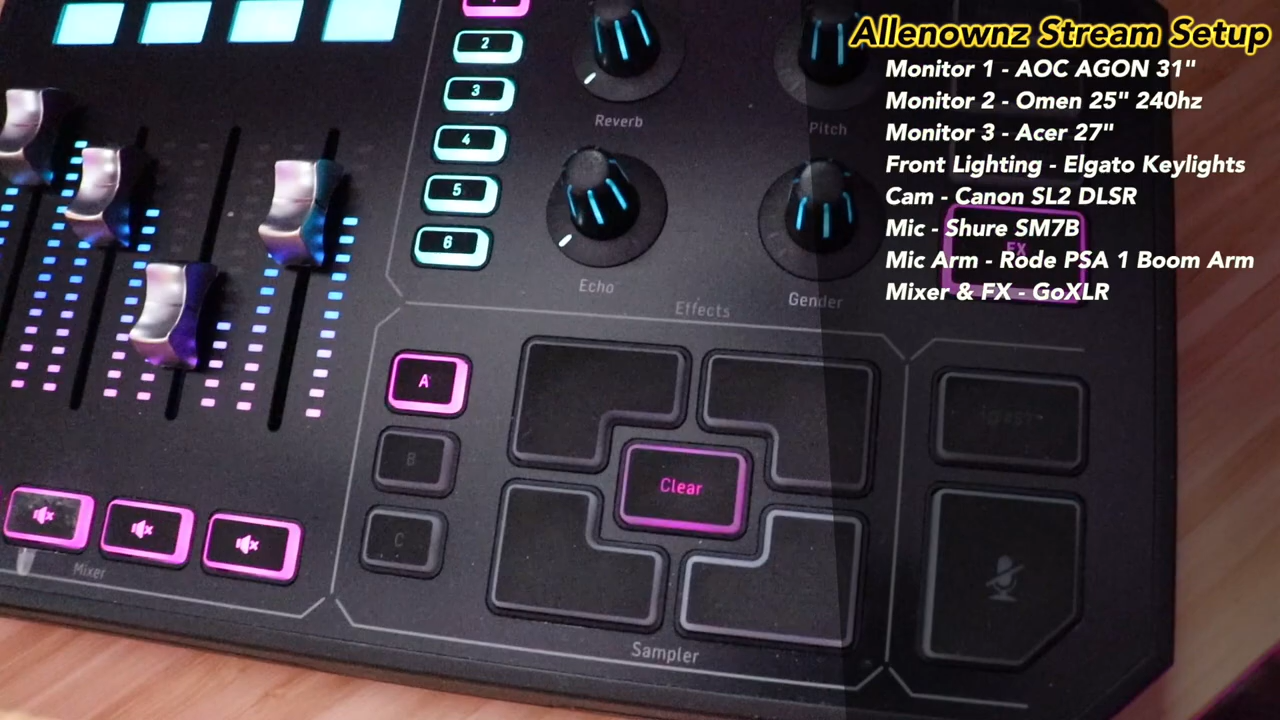 Allenownz Stream Setup
Monitor 1 - AOC AGON 31"
Monitor 2 - Omen 25" 240hz
Monitor 3 - Acer 27"
Front Lighting - Elgato Keylights
Cam - Canon SL2 DLSR
Mic - Shure SM7B
Mic Arm - Rode PSA 1 Boom Arm
Mixer & FX - GoXLR
2
3
4
5
6
Reverb
Pitch
Echo
Gender
Effects
FX
A
B
C
Clear
Mixer
Sampler